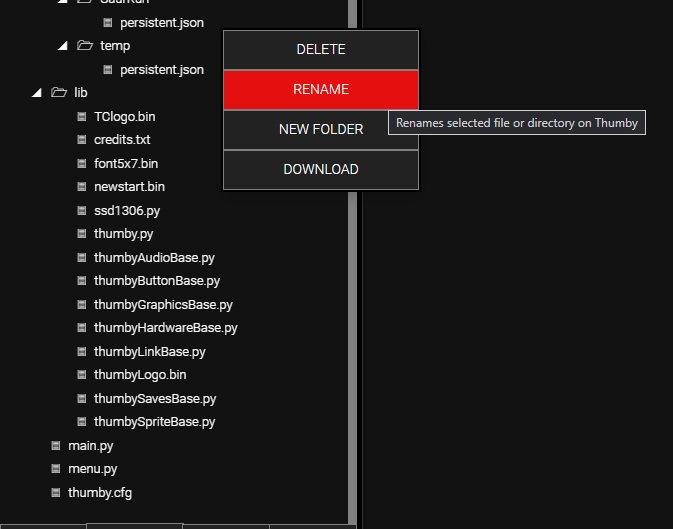 persistent.json
temp
persistent.json
lib
TClogo.bin
credits.txt
font5x7.bin
newstart.bin
ssd1306.py
thumby.py
thumbyAudioBase.py
thumbyButtonBase.py
thumbyGraphicsBase.py
thumbyHardwareBase.py
thumbyLinkBase.py
thumbyLogo.bin
thumbySavesBase.py
thumbySpriteBase.py
main.py
menu.py
thumby.cfg
DELETE
RENAME
NEW FOLDER
DOWNLOAD
Renames selected file or directory on Thumby